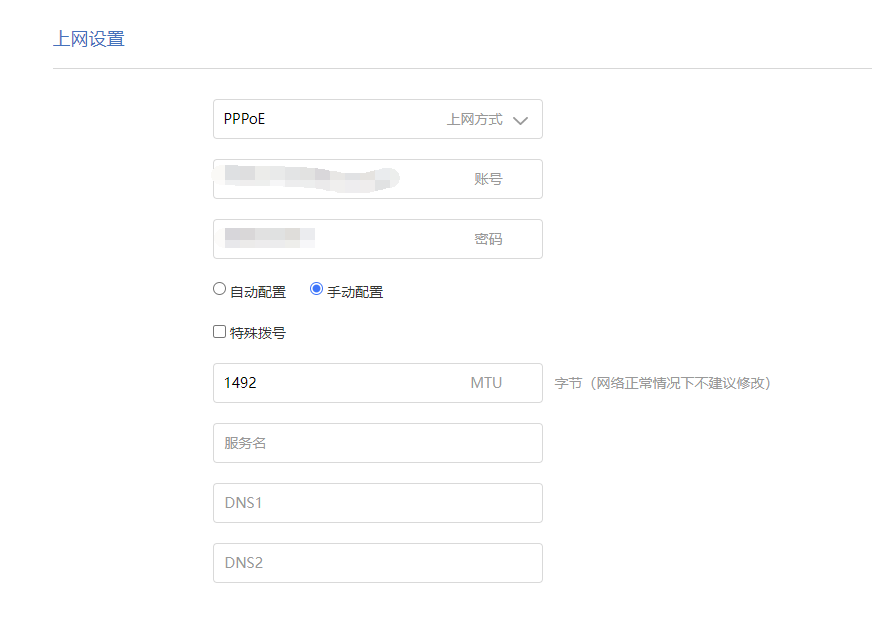 上网设置
PPPoE 上网方式
账号
密码
自动配置 手动配置
特殊拨号
1492 MTU 字节（网络正常情况下不建议修改）
服务名
DNS1
DNS2